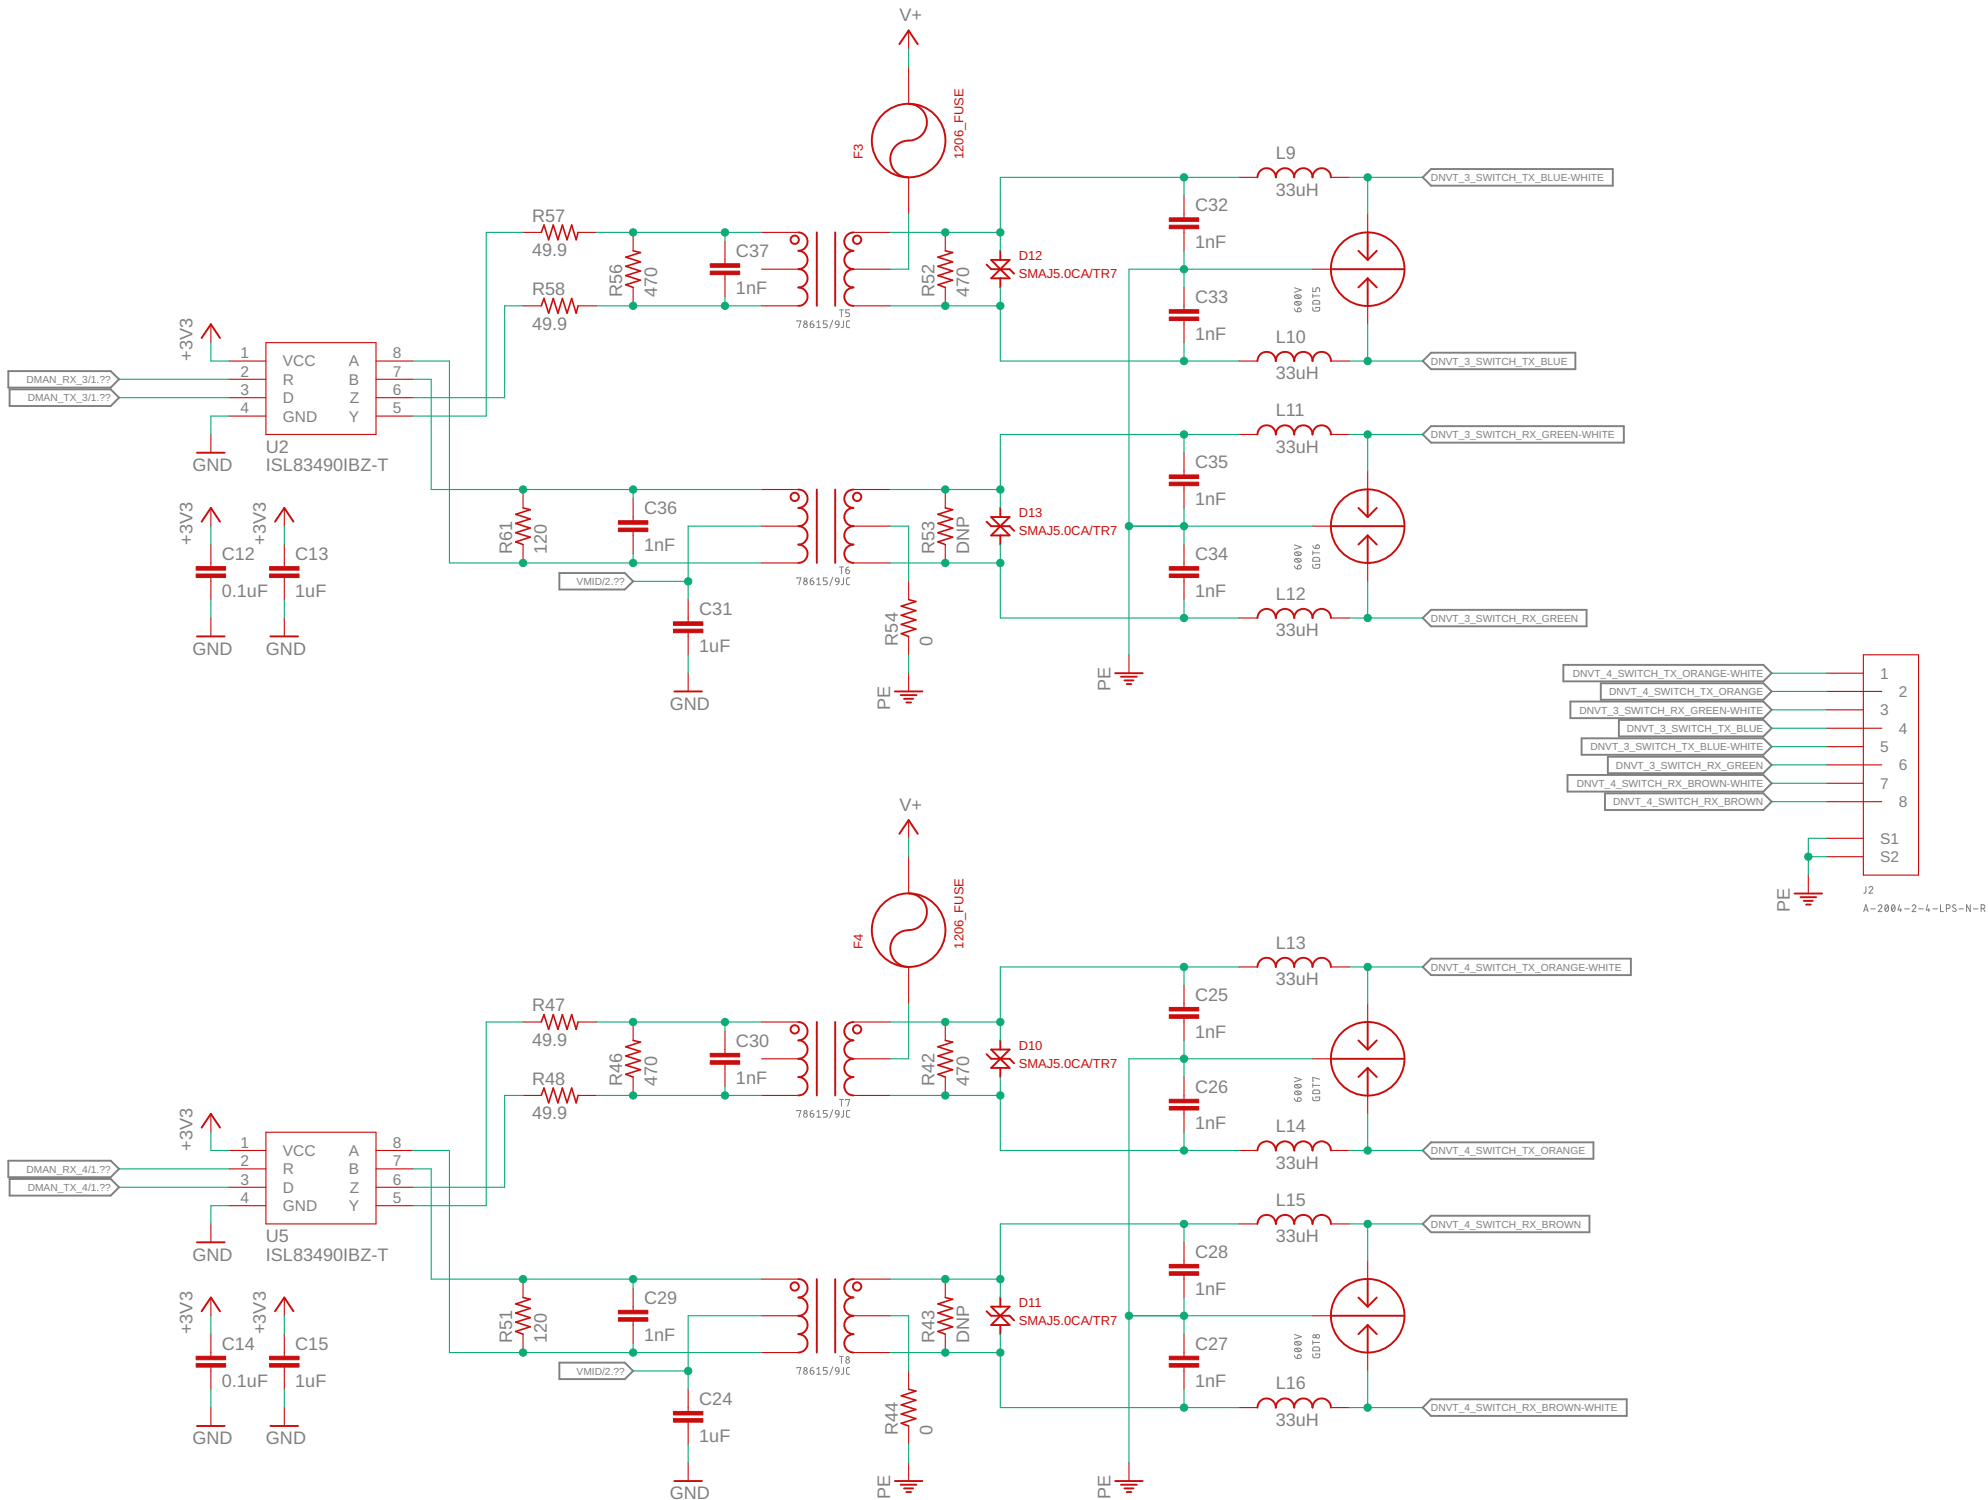 V+
F3
1206_FUSE
L9
33uH
DNVT_3_SWITCH_TX_BLUE-WHITE
R57
49.9
R56
470
C37
1nF
R58
49.9
T5
78615/9JC
R52
470
D12
SMAJ5.0CA/TR7
C32
1nF
C33
1nF
600V
GDT5
L10
33uH
DNVT_3_SWITCH_TX_BLUE
+3V3
DMAN_RX_3/1.??
DMAN_TX_3/1.??
1 VCC A 8
2 R B 7
3 D Z 6
4 GND Y 5
GND
U2
ISL83490IBZ-T
L11
33uH
DNVT_3_SWITCH_RX_GREEN-WHITE
+3V3
+3V3
C12
0.1uF
C13
1uF
GND
GND
R61
120
C36
1nF
VMID/2.??
C31
1uF
GND
T6
78615/9JC
R53
DNP
D13
SMAJ5.0CA/TR7
R54
0
PE
C35
1nF
C34
1nF
600V
GDT6
L12
33uH
DNVT_3_SWITCH_RX_GREEN
PE
DNVT_4_SWITCH_TX_ORANGE-WHITE 1
DNVT_4_SWITCH_TX_ORANGE 2
DNVT_3_SWITCH_RX_GREEN-WHITE 3
DNVT_3_SWITCH_TX_BLUE 4
DNVT_3_SWITCH_TX_BLUE-WHITE 5
DNVT_3_SWITCH_RX_GREEN 6
DNVT_4_SWITCH_RX_BROWN-WHITE 7
DNVT_4_SWITCH_RX_BROWN 8
S1
S2
PE
J2
A-2004-2-4-LPS-N-R
V+
F4
1206_FUSE
L13
33uH
DNVT_4_SWITCH_TX_ORANGE-WHITE
R47
49.9
R46
470
C30
1nF
R48
49.9
T7
78615/9JC
R42
470
D10
SMAJ5.0CA/TR7
C25
1nF
C26
1nF
600V
GDT7
L14
33uH
DNVT_4_SWITCH_TX_ORANGE
+3V3
DMAN_RX_4/1.??
DMAN_TX_4/1.??
1 VCC A 8
2 R B 7
3 D Z 6
4 GND Y 5
GND
U5
ISL83490IBZ-T
L15
33uH
DNVT_4_SWITCH_RX_BROWN
+3V3
+3V3
C14
0.1uF
C15
1uF
GND
GND
R51
120
C29
1nF
VMID/2.??
C24
1uF
GND
T8
78615/9JC
R43
DNP
D11
SMAJ5.0CA/TR7
R44
0
PE
C28
1nF
C27
1nF
600V
GDT8
L16
33uH
DNVT_4_SWITCH_RX_BROWN-WHITE
PE